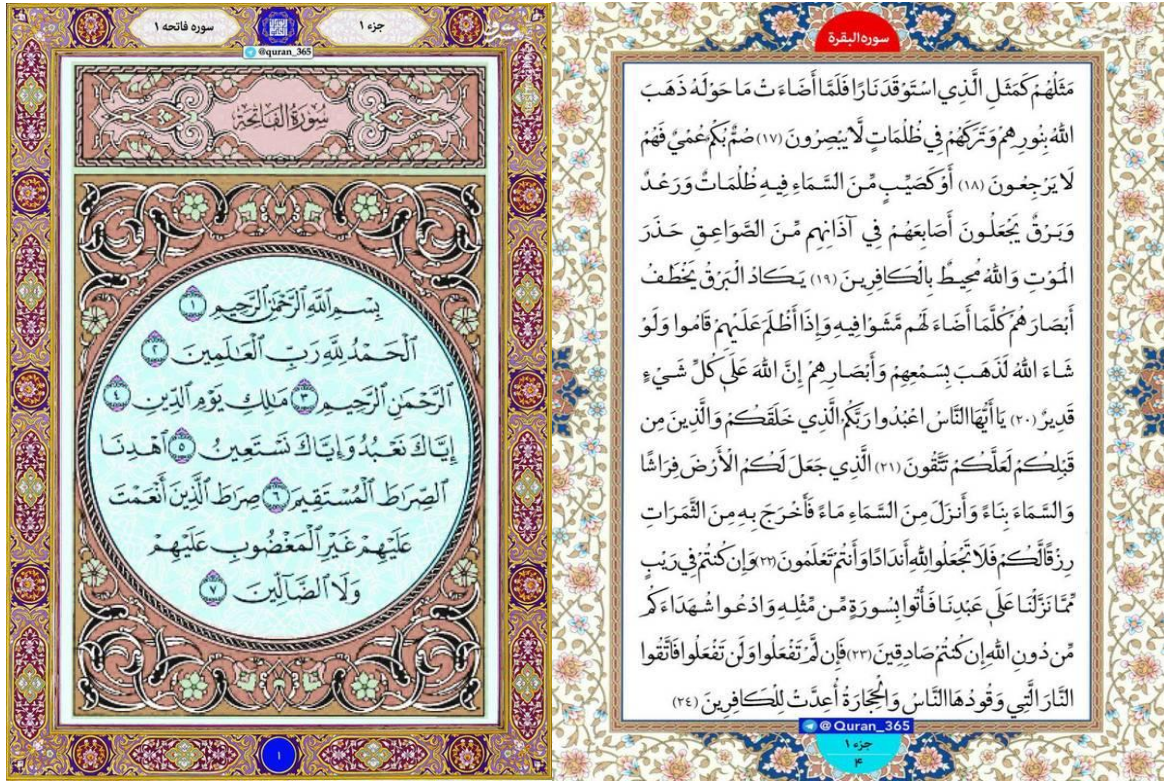 جزء ۱
سوره فاتحه ۱
@quran_365
سُورَةُ الفَاتِحَة
بِسْمِ ٱللَّهِ ٱلرَّحْمَٰنِ ٱلرَّحِيمِ ١
ٱلْحَمْدُ لِلَّهِ رَبِّ ٱلْعَٰلَمِينَ ٢
ٱلرَّحْمَٰنِ ٱلرَّحِيمِ ٣ مَٰلِكِ يَوْمِ ٱلدِّينِ ٤
إِيَّاكَ نَعْبُدُ وَإِيَّاكَ نَسْتَعِينُ ٥ ٱهْدِنَا
ٱلصِّرَٰطَ ٱلْمُسْتَقِيمَ ٦ صِرَٰطَ ٱلَّذِينَ أَنْعَمْتَ
عَلَيْهِمْ غَيْرِ ٱلْمَغْضُوبِ عَلَيْهِمْ
وَلَا ٱلضَّآلِّينَ ٧
۱
سوره البقرة
مَثَلُهُمْ كَمَثَلِ الَّذِي اسْتَوْقَدَ نَارًا فَلَمَّا أَضَاءَتْ مَا حَوْلَهُ ذَهَبَ
اللَّهُ بِنُورِهِمْ وَتَرَكَهُمْ فِي ظُلُمَاتٍ لَّا يُبْصِرُونَ (١٧) صُمٌّ بُكْمٌ عُمْيٌ فَهُمْ
لَا يَرْجِعُونَ (١٨) أَوْ كَصَيِّبٍ مِّنَ السَّمَاءِ فِيهِ ظُلُمَاتٌ وَرَعْدٌ
وَبَرْقٌ يَجْعَلُونَ أَصَابِعَهُمْ فِي آذَانِهِم مِّنَ الصَّوَاعِقِ حَذَرَ
الْمَوْتِ وَاللَّهُ مُحِيطٌ بِالْكَافِرِينَ (١٩) يَكَادُ الْبَرْقُ يَخْطَفُ
أَبْصَارَهُمْ كُلَّمَا أَضَاءَ لَهُم مَّشَوْا فِيهِ وَإِذَا أَظْلَمَ عَلَيْهِمْ قَامُوا وَلَوْ
شَاءَ اللَّهُ لَذَهَبَ بِسَمْعِهِمْ وَأَبْصَارِهِمْ إِنَّ اللَّهَ عَلَىٰ كُلِّ شَيْءٍ
قَدِيرٌ (٢٠) يَا أَيُّهَا النَّاسُ اعْبُدُوا رَبَّكُمُ الَّذِي خَلَقَكُمْ وَالَّذِينَ مِن
قَبْلِكُمْ لَعَلَّكُمْ تَتَّقُونَ (٢١) الَّذِي جَعَلَ لَكُمُ الْأَرْضَ فِرَاشًا
وَالسَّمَاءَ بِنَاءً وَأَنزَلَ مِنَ السَّمَاءِ مَاءً فَأَخْرَجَ بِهِ مِنَ الثَّمَرَاتِ
رِزْقًا لَّكُمْ فَلَا تَجْعَلُوا لِلَّهِ أَندَادًا وَأَنتُمْ تَعْلَمُونَ (٢٢) وَإِن كُنتُمْ فِي رَيْبٍ
مِّمَّا نَزَّلْنَا عَلَىٰ عَبْدِنَا فَأْتُوا بِسُورَةٍ مِّن مِّثْلِهِ وَادْعُوا شُهَدَاءَكُم
مِّن دُونِ اللَّهِ إِن كُنتُمْ صَادِقِينَ (٢٣) فَإِن لَّمْ تَفْعَلُوا وَلَن تَفْعَلُوا فَاتَّقُوا
النَّارَ الَّتِي وَقُودُهَا النَّاسُ وَالْحِجَارَةُ أُعِدَّتْ لِلْكَافِرِينَ (٢٤)
@Quran_365
جزء ۱
۴